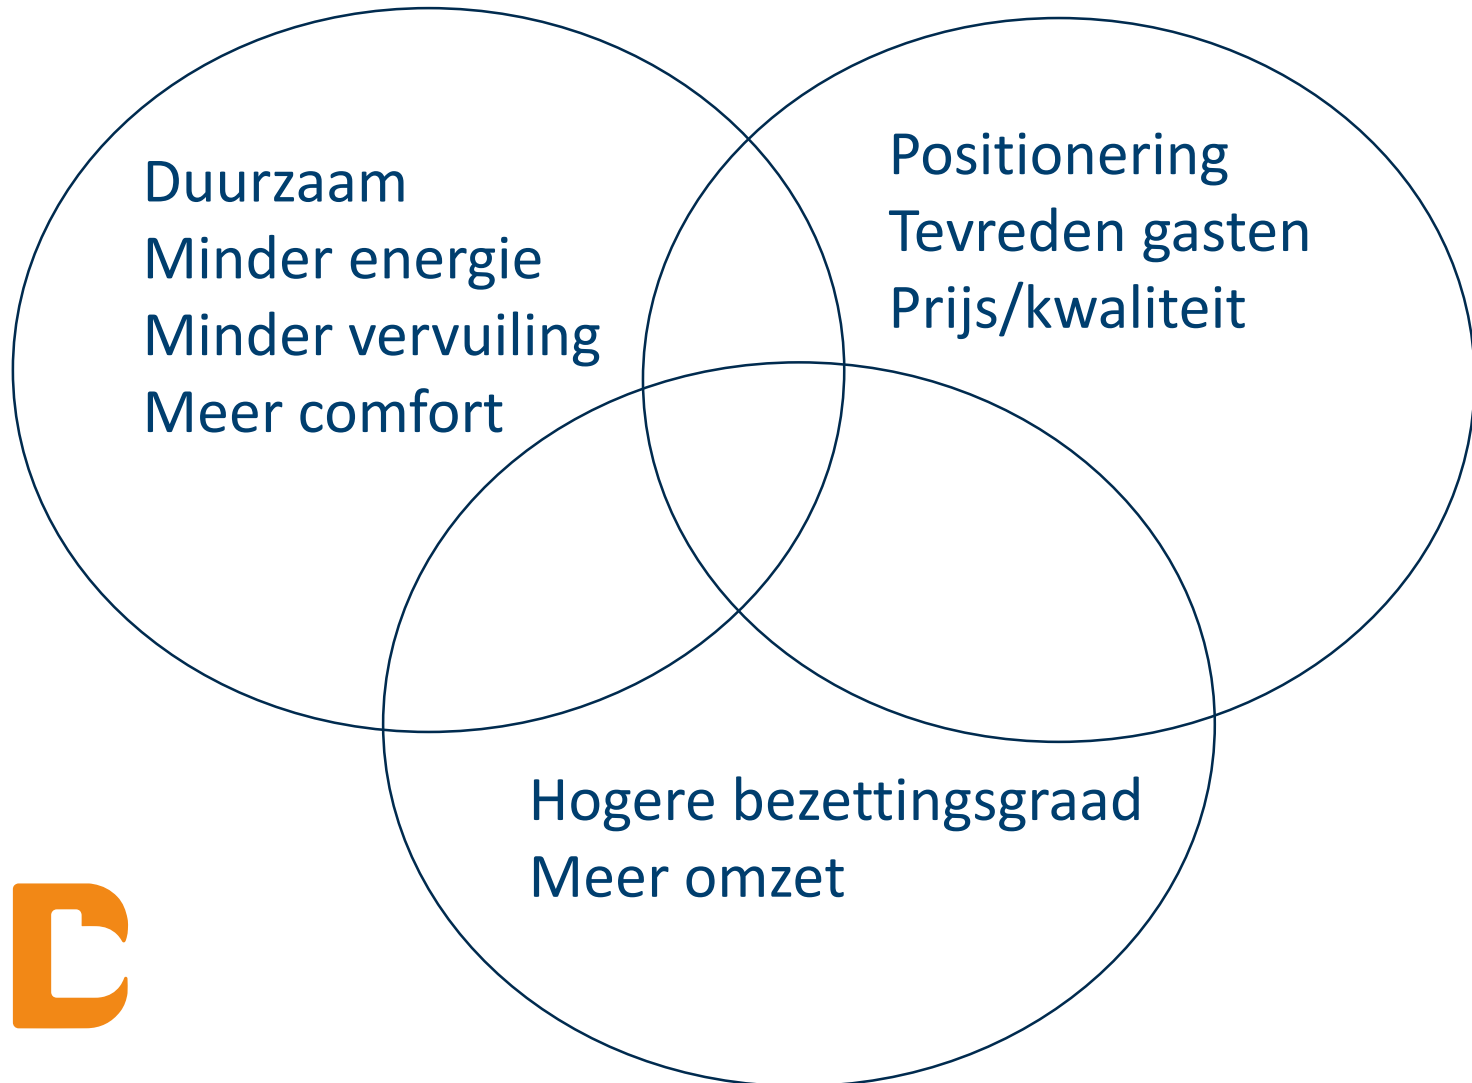 Duurzaam
Minder energie
Minder vervuiling
Meer comfort
Positionering
Tevreden gasten
Prijs/kwaliteit
Hogere bezettingsgraad
Meer omzet